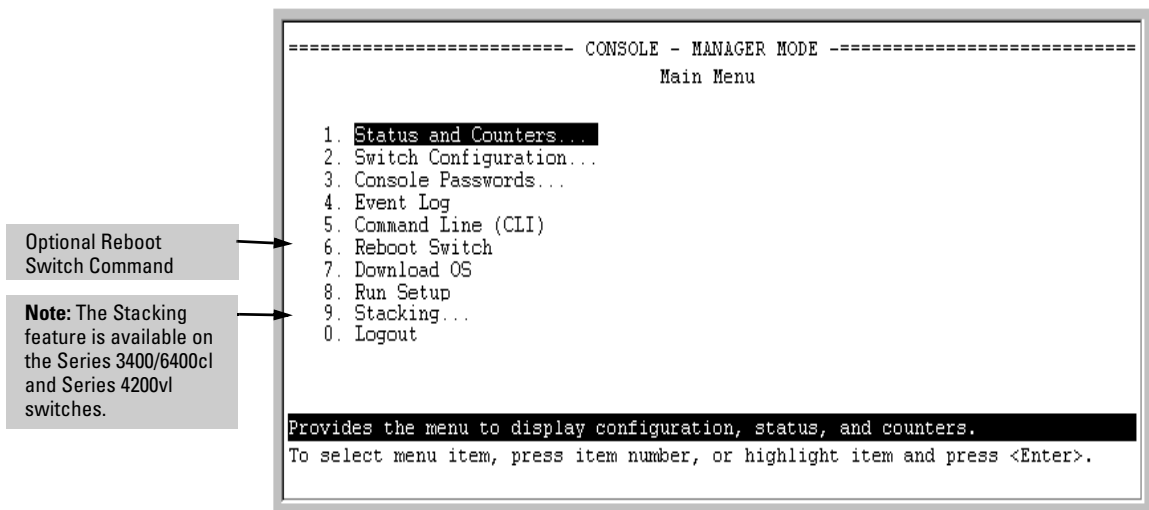 ==========================- CONSOLE - MANAGER MODE -============================
Main Menu
1. Status and Counters...
2. Switch Configuration...
3. Console Passwords...
4. Event Log
5. Command Line (CLI)
6. Reboot Switch
7. Download OS
8. Run Setup
9. Stacking...
0. Logout
Provides the menu to display configuration, status, and counters.
To select menu item, press item number, or highlight item and press <Enter>.
Optional Reboot
Switch Command
Note: The Stacking
feature is available on
the Series 3400/6400cl
and Series 4200vl
switches.